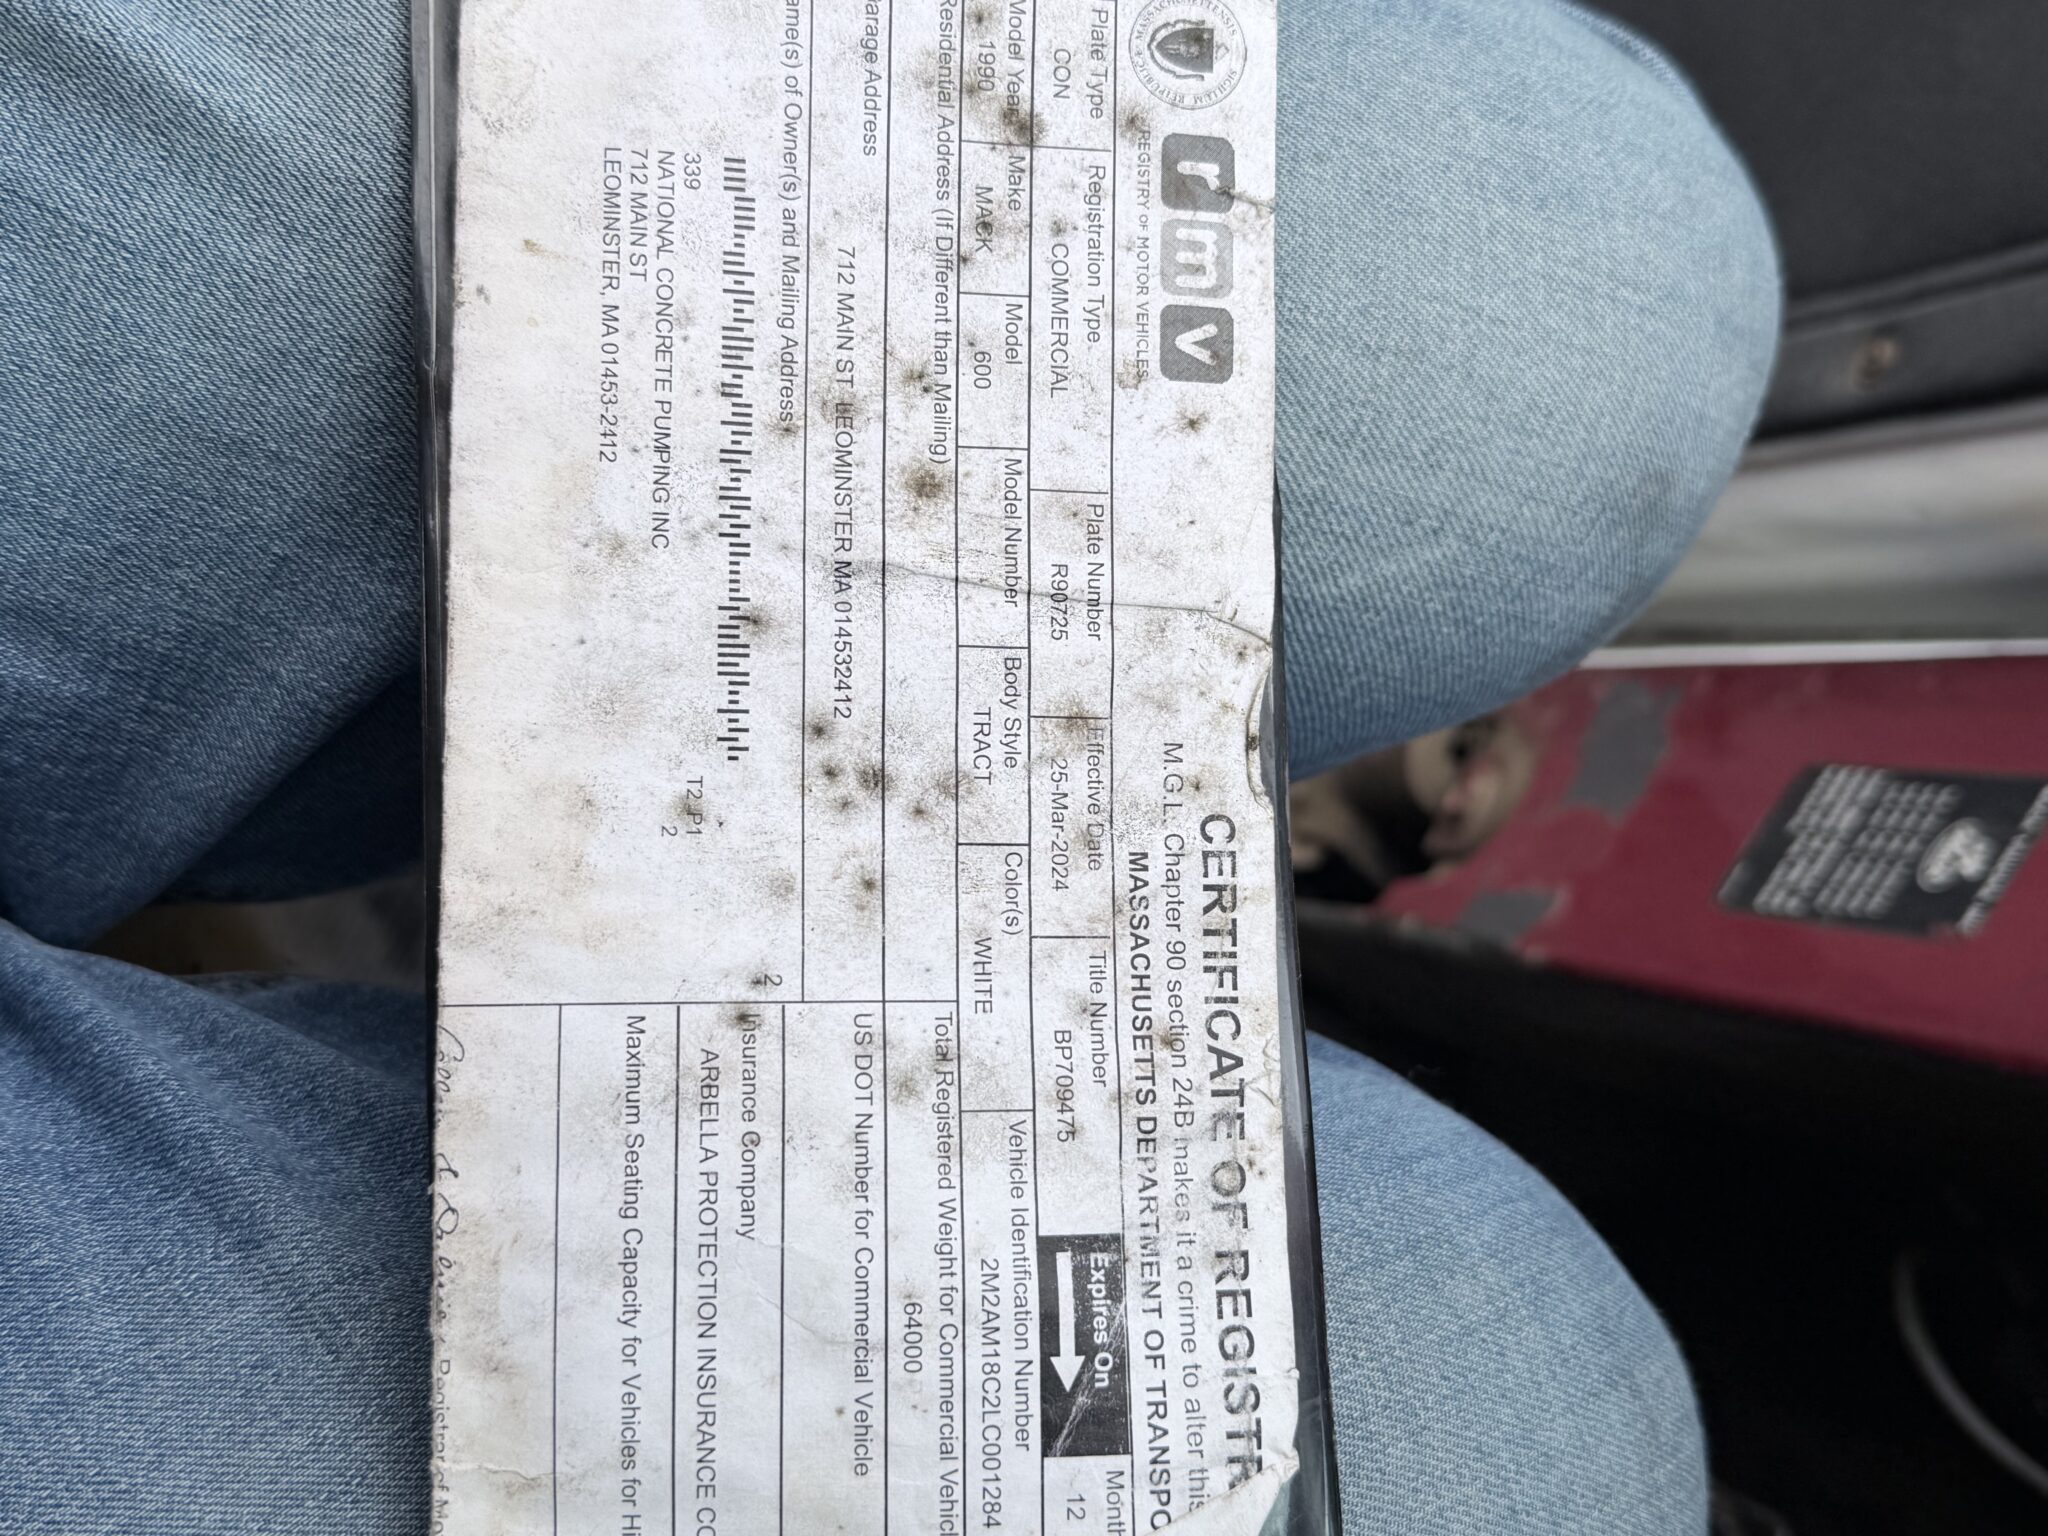 rmv
REGISTRY OF MOTOR VEHICLES
CERTIFICATE OF REGISTR
M.G.L. Chapter 90 section 24B makes it a crime to alter this
MASSACHUSETTS DEPARTMENT OF TRANSPO
Plate Type Registration Type Plate Number Effective Date Title Number Expires On Month
CON COMMERCIAL R90725 25-Mar-2024 BP709475 12
Model Year Make Model Model Number Body Style Color(s) Vehicle Identification Number
1990 MACK 600 TRACT WHITE 2M2AM18C2LC001284
Residential Address (If Different than Mailing) Total Registered Weight for Commercial Vehicl
64000
Garage Address US DOT Number for Commercial Vehicle
712 MAIN ST LEOMINSTER MA 014532412
ame(s) of Owner(s) and Mailing Address 2 Insurance Company
ARBELLA PROTECTION INSURANCE CO
339 T2 P1
NATIONAL CONCRETE PUMPING INC 2
712 MAIN ST Maximum Seating Capacity for Vehicles for Hi
LEOMINSTER, MA 01453-2412
Registrar of Mo